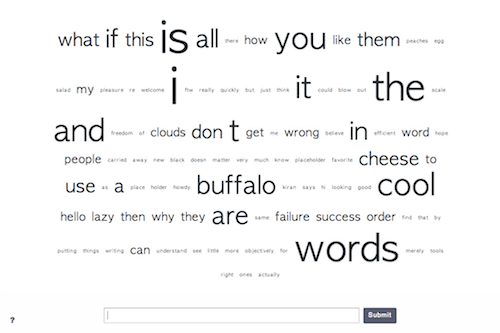 what if this is all there how you like them peaches egg
salad my pleasure re welcome i ftw really quickly but just think it could blow out the scale
and freedom of clouds don t get me wrong believe in efficient word hope
people carried away new black doesn matter very much know placeholder favorite cheese to
use as a place holder howdy buffalo kiran says hi looking good cool
hello lazy then why they are same failure success order find that by
putting things writing can understand see little more objectively for words merely tools
right ones actually
? Submit